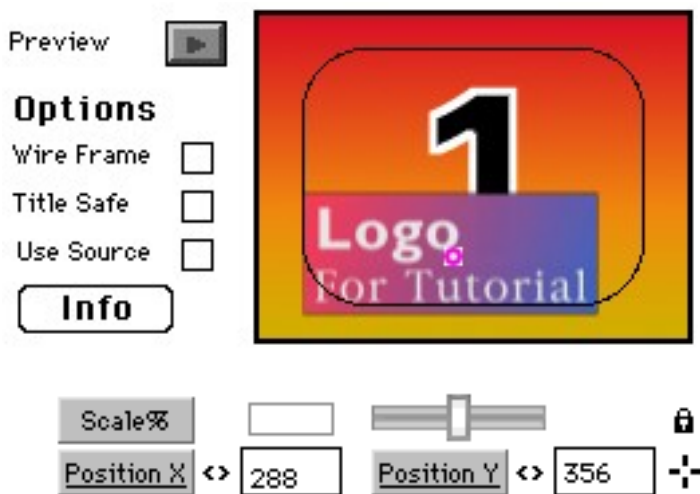 Preview
Options
Wire Frame
Title Safe
Use Source
Info
1
Logo
For Tutorial
Scale%
Position X <> 288 Position Y <> 356